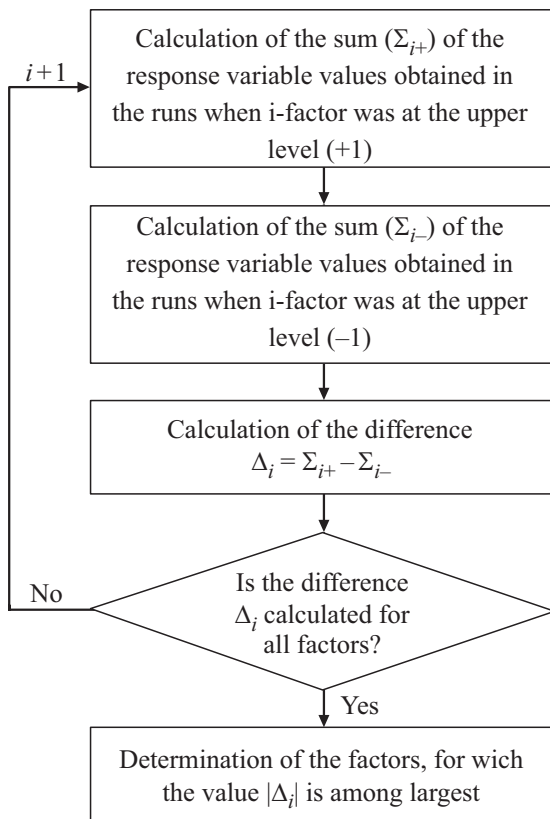 i+1
Calculation of the sum (Σi+) of the
response variable values obtained in
the runs when i-factor was at the upper
level (+1)
Calculation of the sum (Σi–) of the
response variable values obtained in
the runs when i-factor was at the upper
level (–1)
Calculation of the difference
Δi = Σi+ – Σi–
Is the difference
Δi calculated for
all factors?
No
Yes
Determination of the factors, for wich
the value |Δi| is among largest